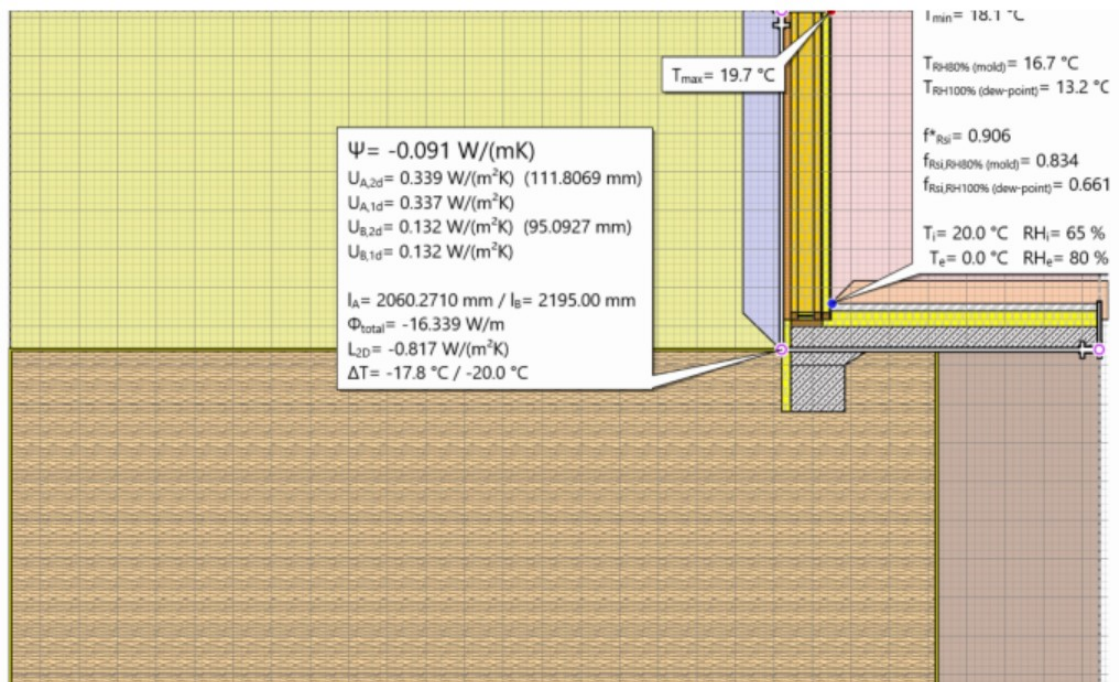 Tmin= 18.1 °C
Tmax= 19.7 °C
TRH80% (mold)= 16.7 °C
TRH100% (dew-point)= 13.2 °C
f*Rsi= 0.906
fRsi,RH80% (mold)= 0.834
fRsi,RH100% (dew-point)= 0.661
Ti= 20.0 °C RHi= 65 %
Te= 0.0 °C RHe= 80 %
Ψ= -0.091 W/(mK)
UA,2d= 0.339 W/(m²K) (111.8069 mm)
UA,1d= 0.337 W/(m²K)
UB,2d= 0.132 W/(m²K) (95.0927 mm)
UB,1d= 0.132 W/(m²K)
lA= 2060.2710 mm / lB= 2195.00 mm
Φtotal= -16.339 W/m
L2D= -0.817 W/(m²K)
ΔT= -17.8 °C / -20.0 °C